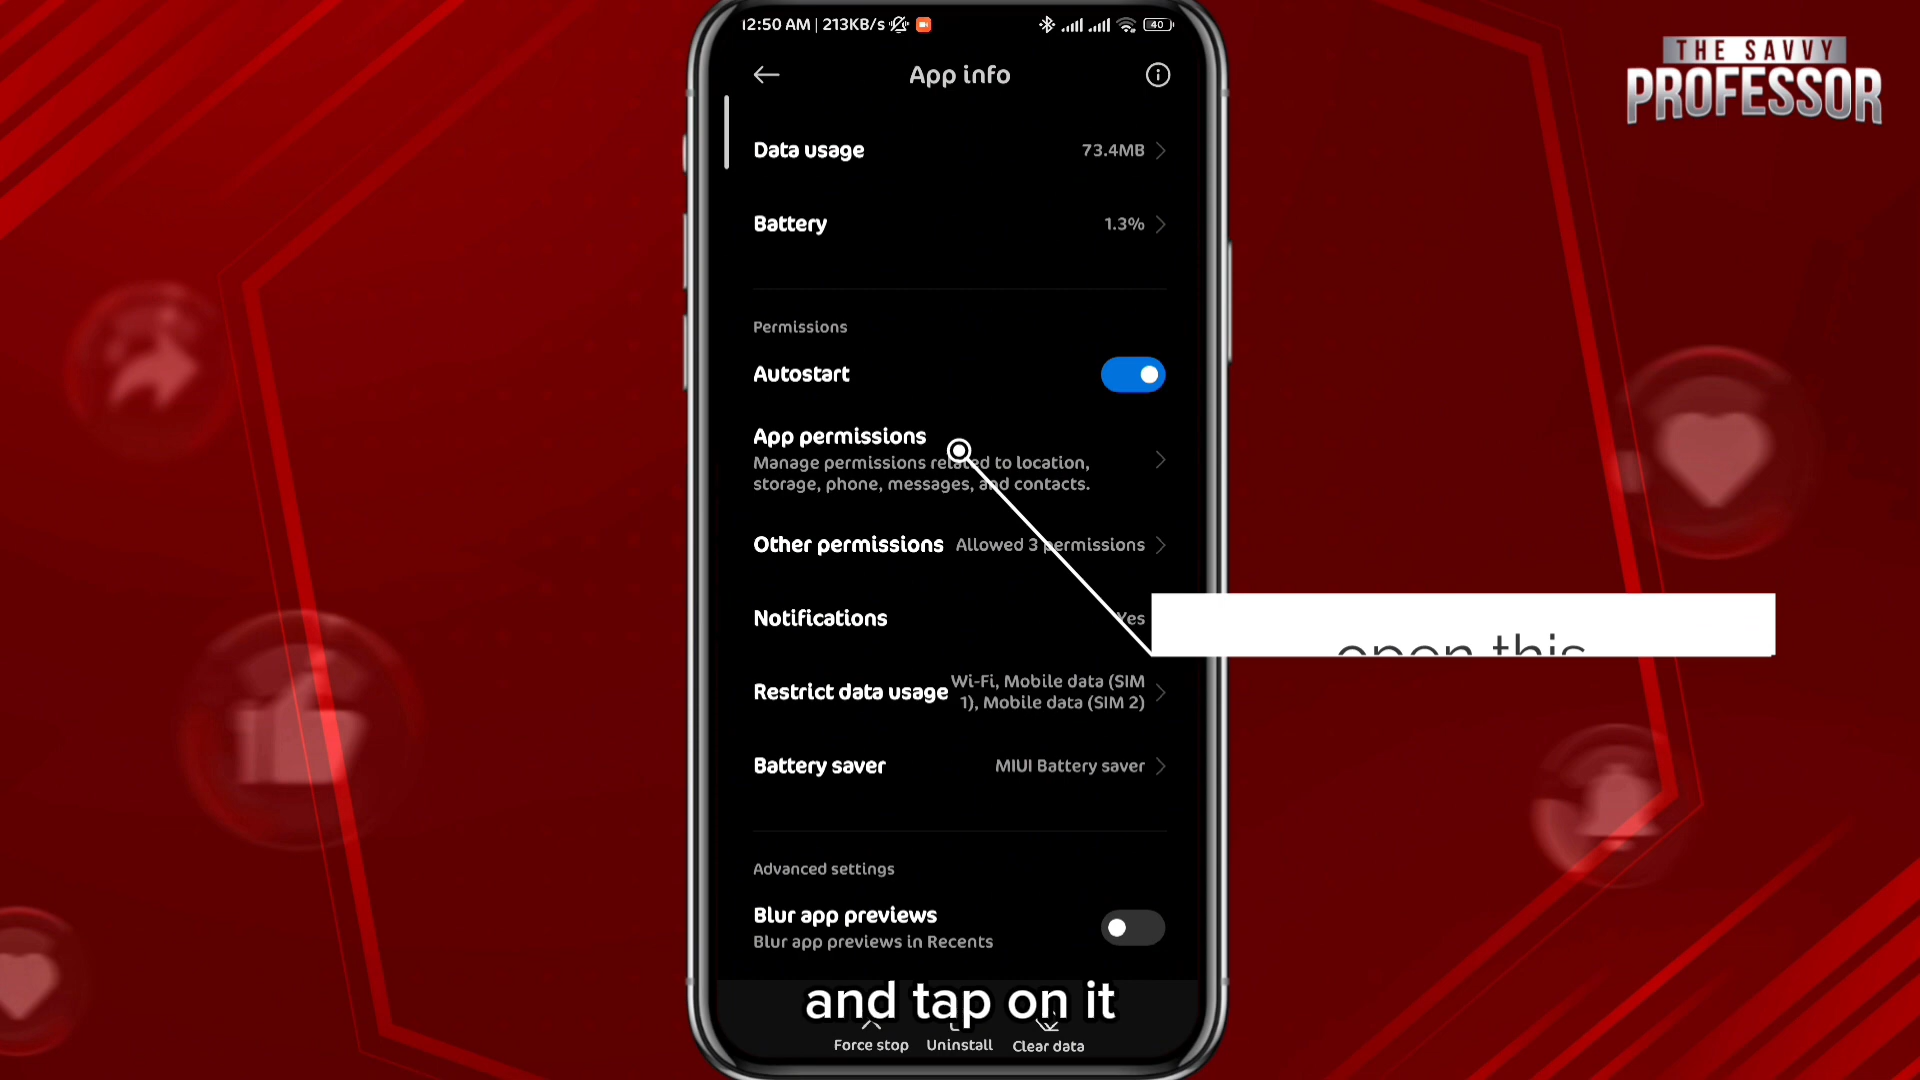 12:50 AM | 213KB/s
40
THE SAVVY
PROFESSOR
App info
Data usage
73.4MB
Battery
1.3%
Permissions
Autostart
App permissions
Manage permissions related to location,
storage, phone, messages, and contacts.
Other permissions
Allowed 3 permissions
Notifications
Yes
open this
Restrict data usage
Wi-Fi, Mobile data (SIM
1), Mobile data (SIM 2)
Battery saver
MIUI Battery saver
Advanced settings
Blur app previews
Blur app previews in Recents
and tap on it
Force stop
Uninstall
Clear data